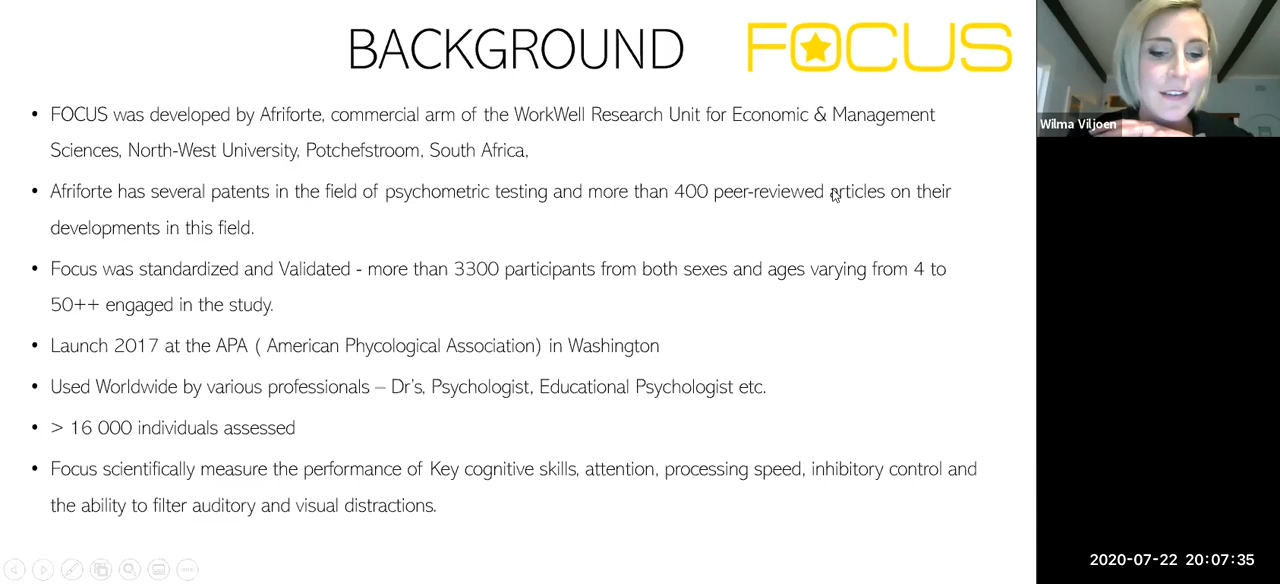 BACKGROUND
FOCUS
• FOCUS was developed by Afriforte, commercial arm of the WorkWell Research Unit for Economic & Management
Sciences, North-West University, Potchefstroom, South Africa,
• Afriforte has several patents in the field of psychometric testing and more than 400 peer-reviewed articles on their
developments in this field.
• Focus was standardized and Validated - more than 3300 participants from both sexes and ages varying from 4 to
50++ engaged in the study.
• Launch 2017 at the APA ( American Phycological Association) in Washington
• Used Worldwide by various professionals – Dr's, Psychologist, Educational Psychologist etc.
• > 16 000 individuals assessed
• Focus scientifically measure the performance of Key cognitive skills, attention, processing speed, inhibitory control and
the ability to filter auditory and visual distractions.
Wilma Viljoen
2020-07-22 20:07:35